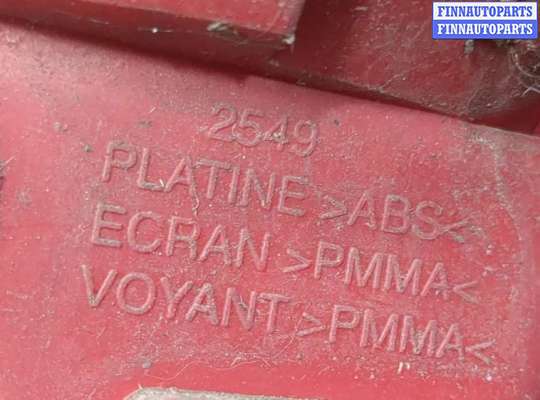 FINNAUTOPARTS
FINNAUTOPARTS
2549
PLATINE >ABS<
ECRAN >PMMA<
VOYANT >PMMA<